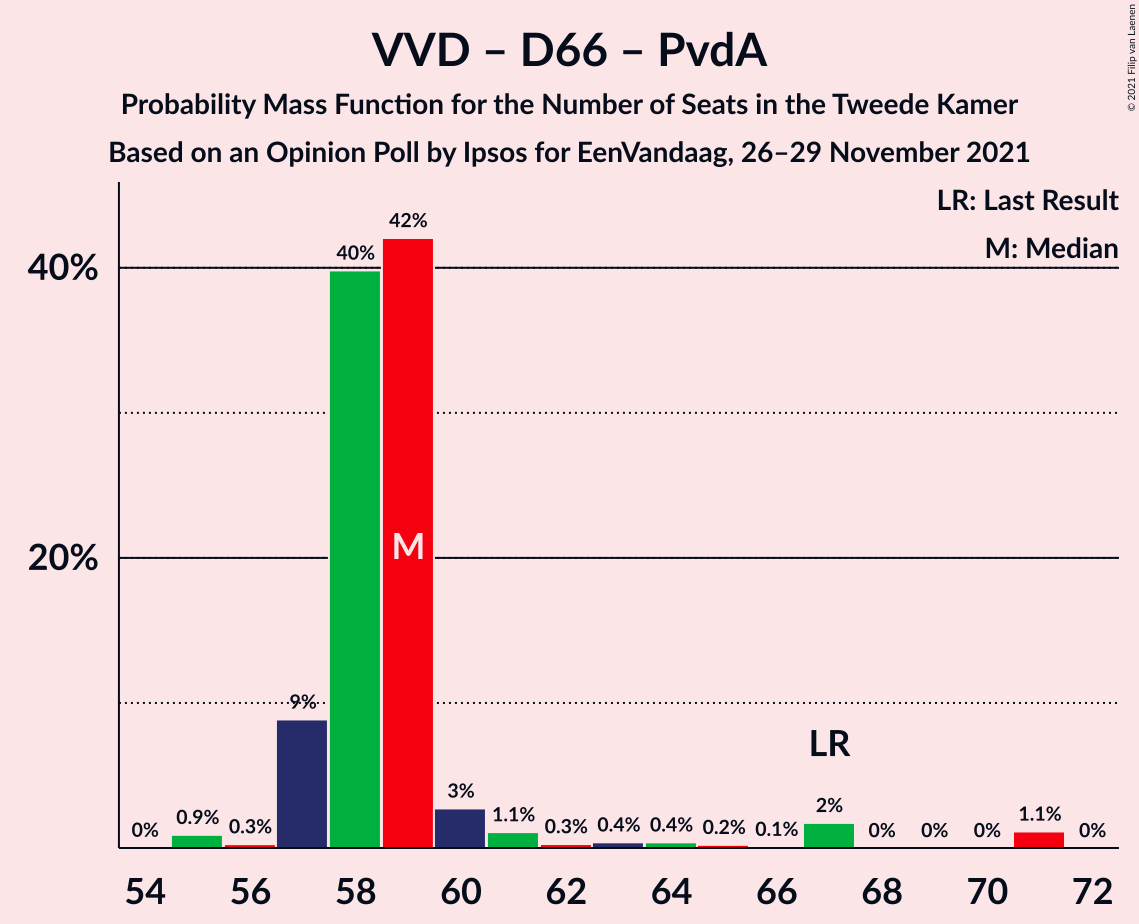 VVD – D66 – PvdA
Probability Mass Function for the Number of Seats in the Tweede Kamer
Based on an Opinion Poll by Ipsos for EenVandaag, 26–29 November 2021
© 2021 Filip van Laenen
LR: Last Result
M: Median
40%
20%
0%
0.9%
0.3%
9%
40%
42%
3%
1.1%
0.3%
0.4%
0.4%
0.2%
0.1%
2%
0%
0%
0%
1.1%
0%
M
LR
54 56 58 60 62 64 66 68 70 72